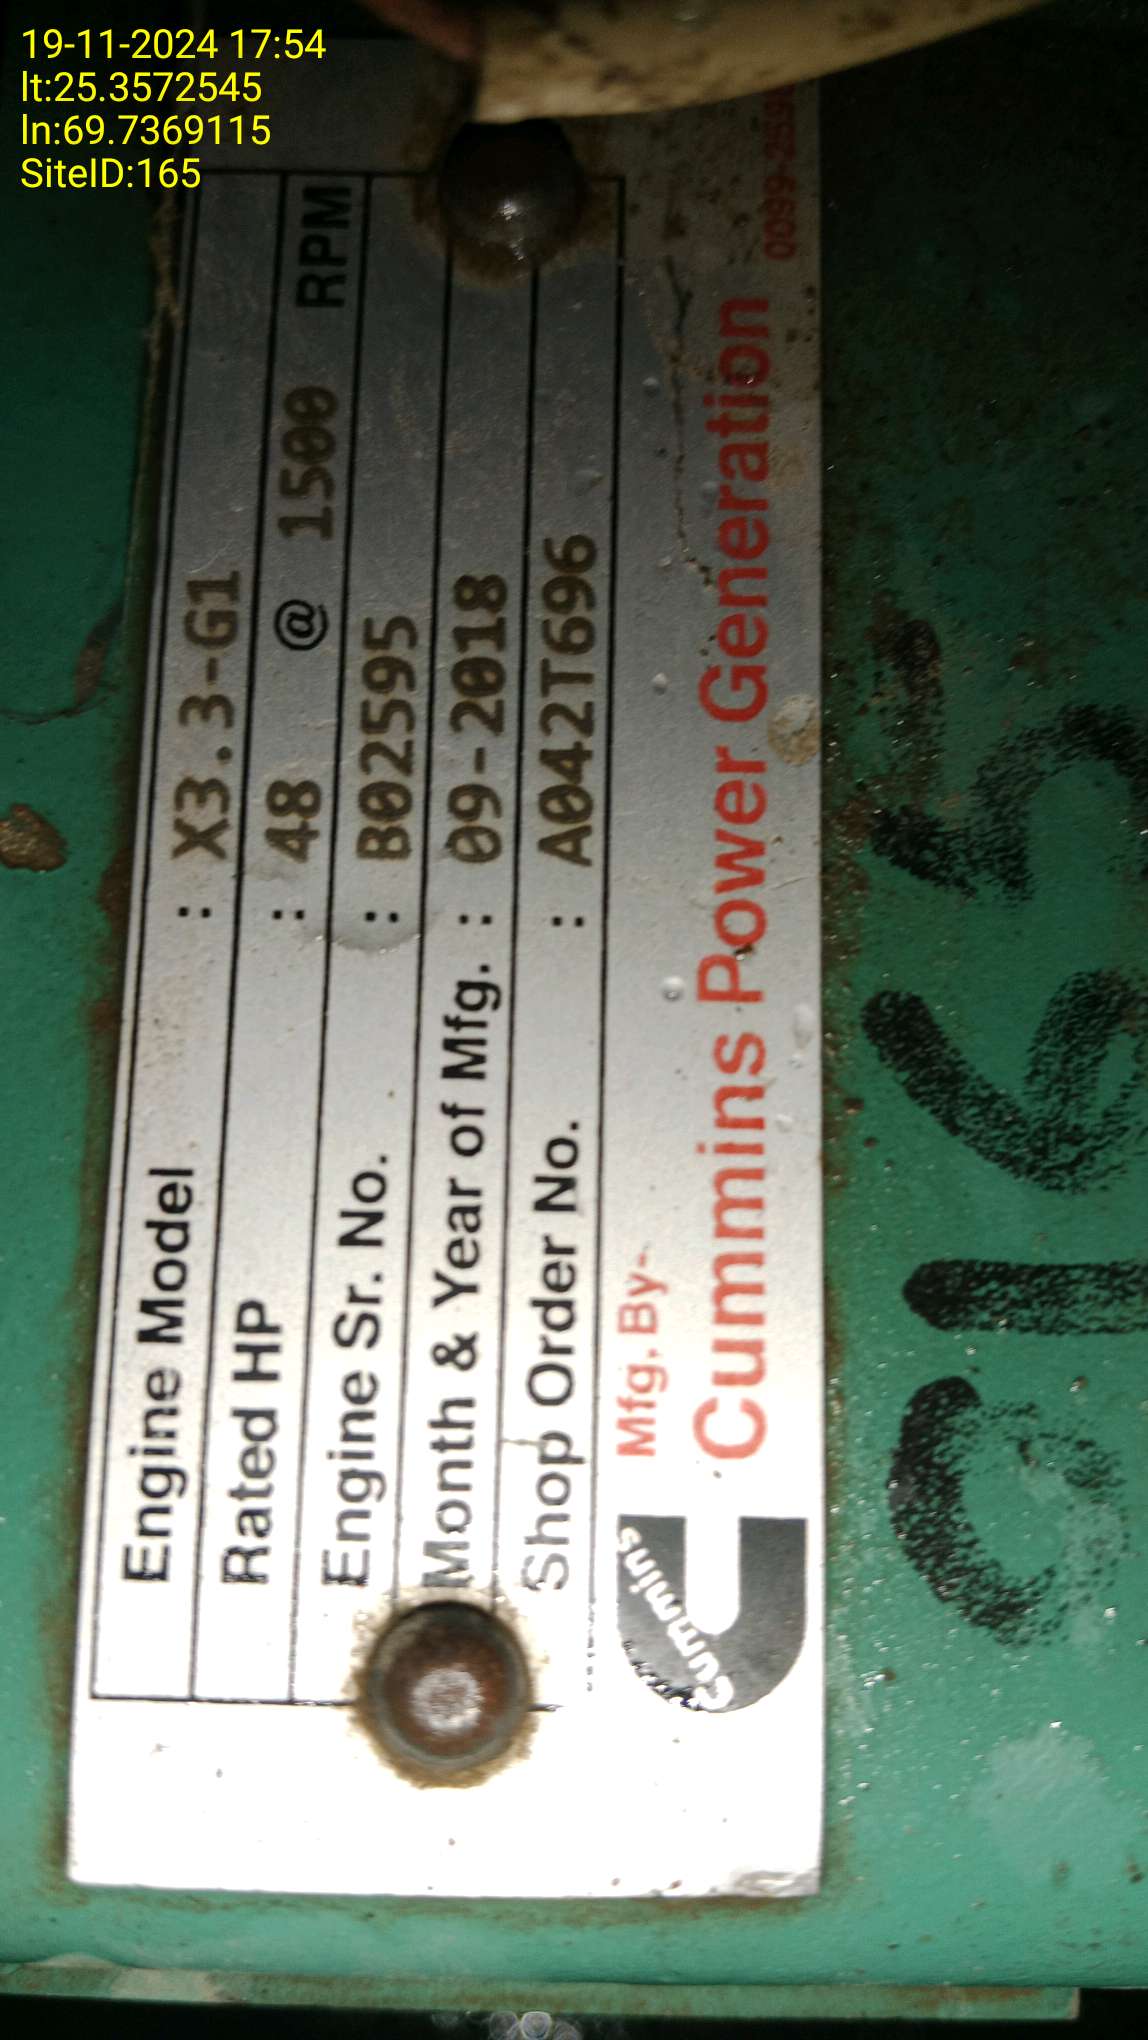 19-11-2024 17:54
lt:25.3572545
ln:69.7369115
SiteID:165
Engine Model : X3.3-G1
Rated HP : 48 @ 1500 RPM
Engine Sr. No. : B02595
Month & Year of Mfg. : 09-2018
Shop Order No. : A042T696
Mfg. By-
Cummins Power Generation
Cummins